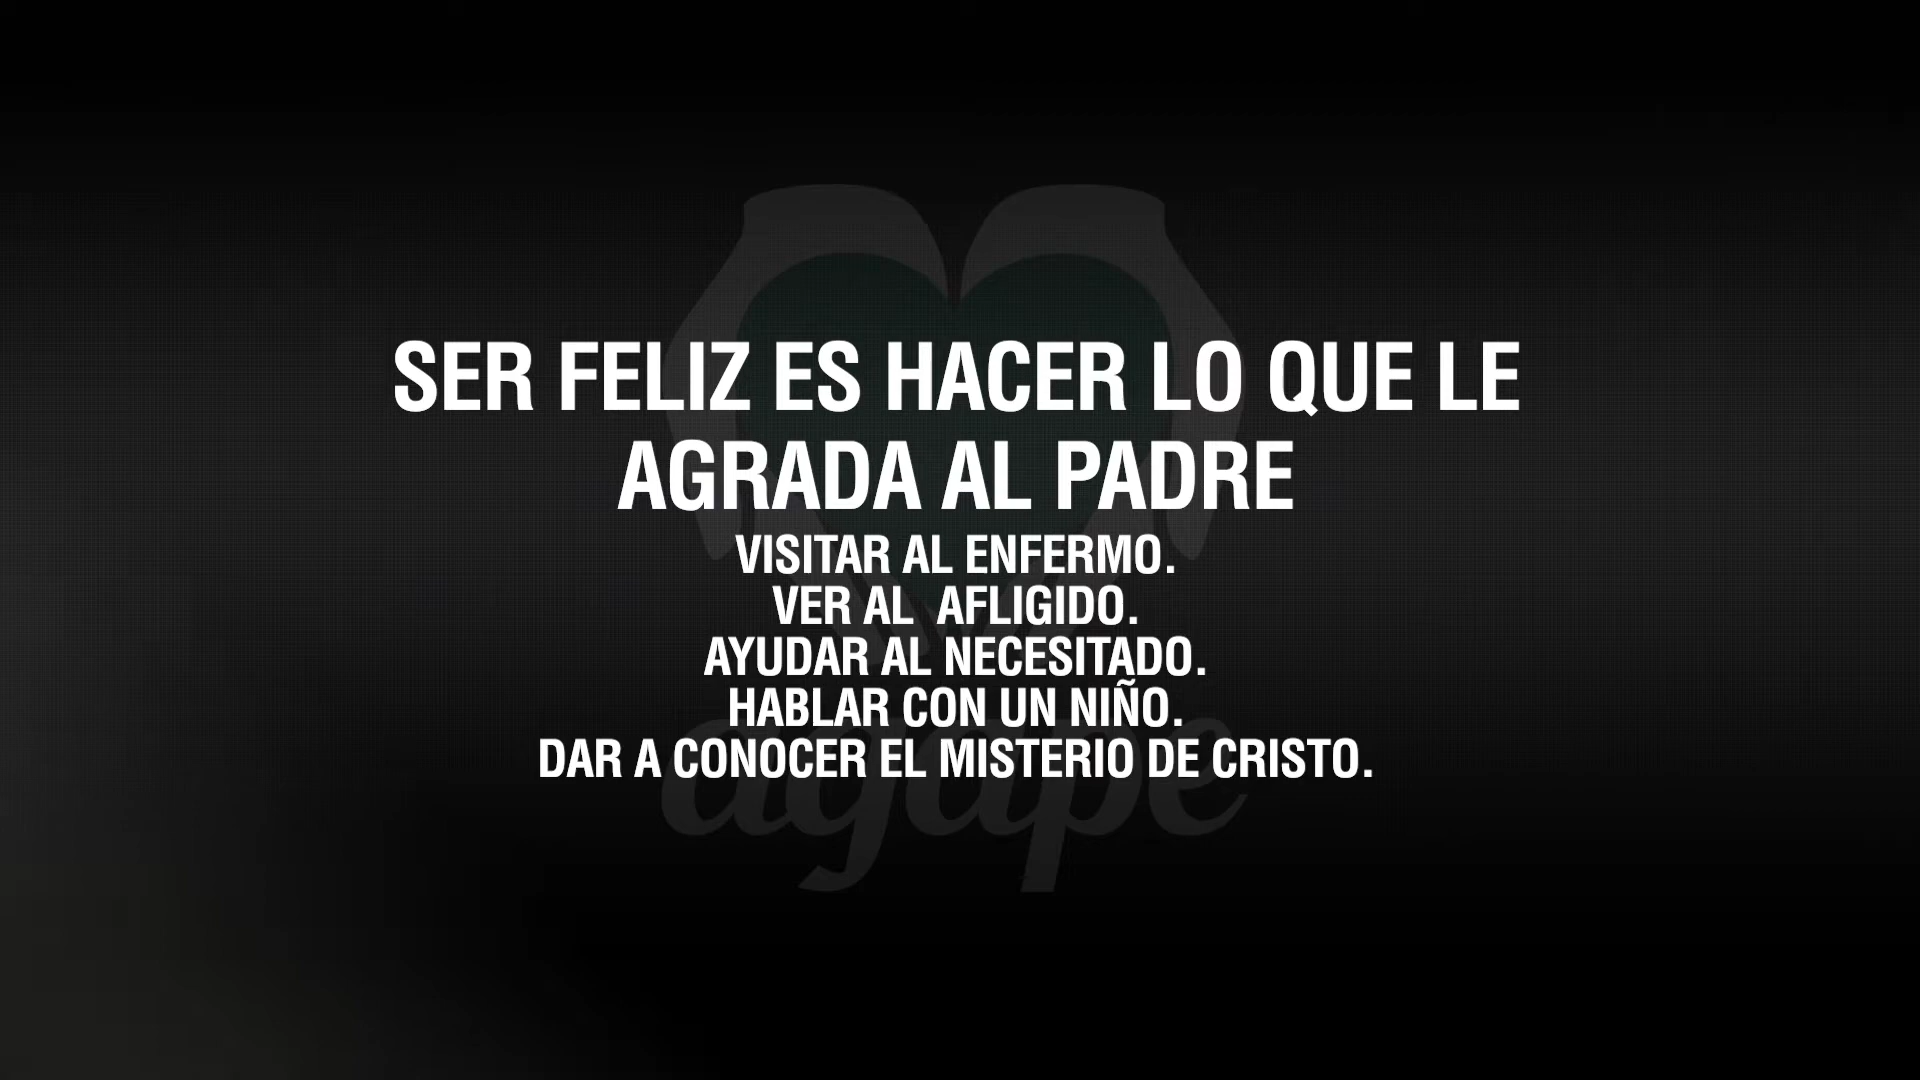 SER FELIZ ES HACER LO QUE LE
AGRADA AL PADRE
VISITAR AL ENFERMO.
VER AL  AFLIGIDO.
AYUDAR AL NECESITADO.
HABLAR CON UN NIÑO.
DAR A CONOCER EL MISTERIO DE CRISTO.
agape